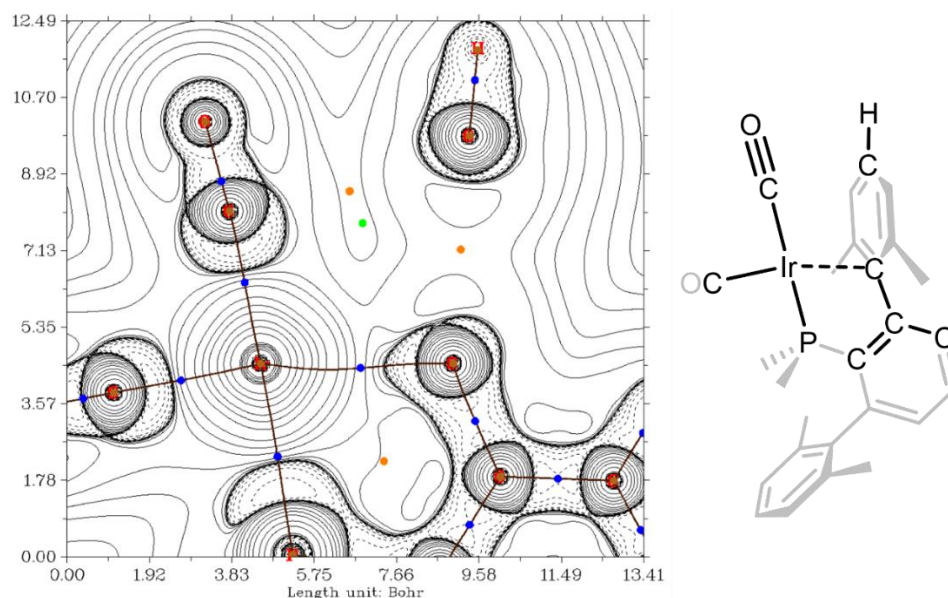 12.49
10.70
8.92
7.13
5.35
3.57
1.78
0.00
0.00 1.92 3.83 5.75 7.66 9.58 11.49 13.41
Length unit: Bohr
H
H
O
C
C
Ir
C
OC
C
C
P
C